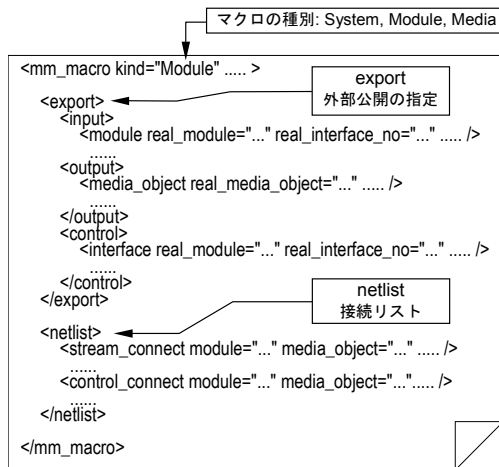 マクロの種別: System, Module, Media
<mm_macro kind="Module" ..... >
export
外部公開の指定
<export>
<input>
<module real_module="..." real_interface_no="..." ..... />
......
<output>
<media_object real_media_object="..." ..... />
......
</output>
<control>
<interface real_module="..." real_interface_no="..." ..... />
......
</control>
</export>
netlist
接続リスト
<netlist>
<stream_connect module="..." media_object="..." ..... />
......
<control_connect module="..." media_object="..."..... />
......
</netlist>
</mm_macro>